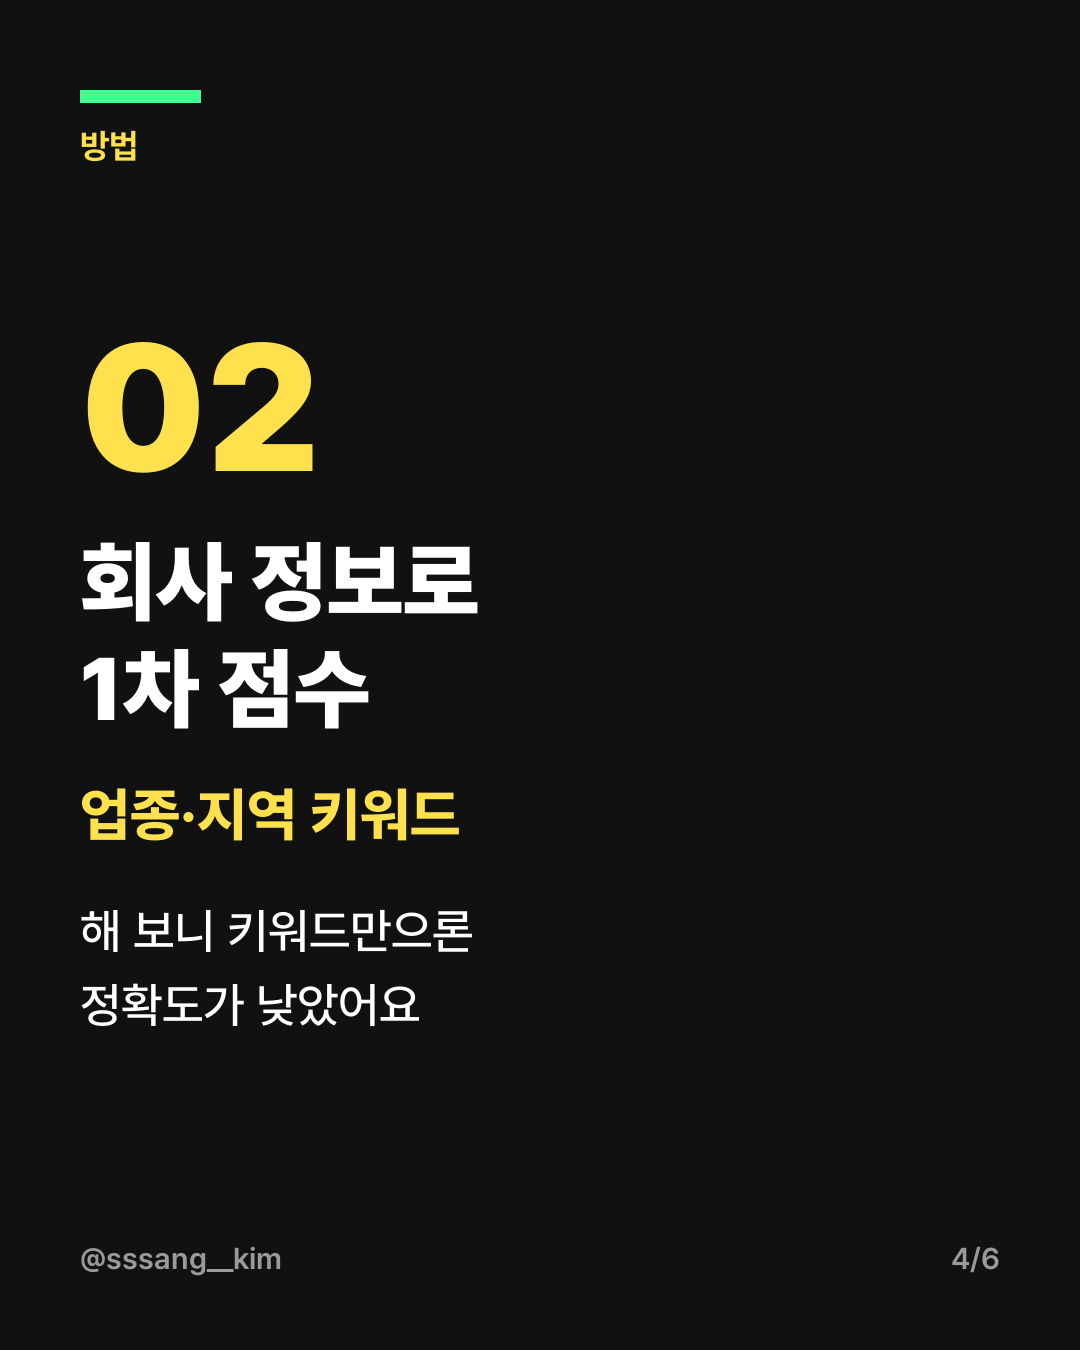 방법
02
회사 정보로
1차 점수
업종·지역 키워드
해 보니 키워드만으론
정확도가 낮았어요
@sssang__kim
4/6